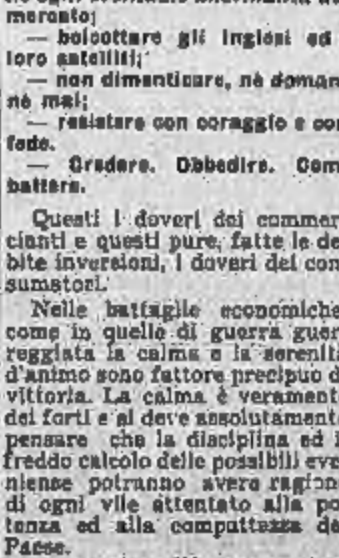 mercato;
— boicottare gli inglesi ed
loro satelliti;
— non dimenticare, nè doman
nè mai;
— resistere con coraggio e con
fede.
— Credere. Obbedire. Com
battere.
Questi i doveri dei commer
cianti e questi pure, fatte le de
bite inversioni, i doveri dei con
sumatori.
Nelle battaglie economiche
come in quelle di guerra guer
reggiata la calma e la serenità
d'animo sono fattore precipuo d
vittoria. La calma è veramente
dei forti e si deve assolutamente
pensare che la disciplina ed i
freddo calcolo delle possibili eve
nienze potranno avere ragione
di ogni vile attentato alla po
tenza ed alla compattezza de
Paese.